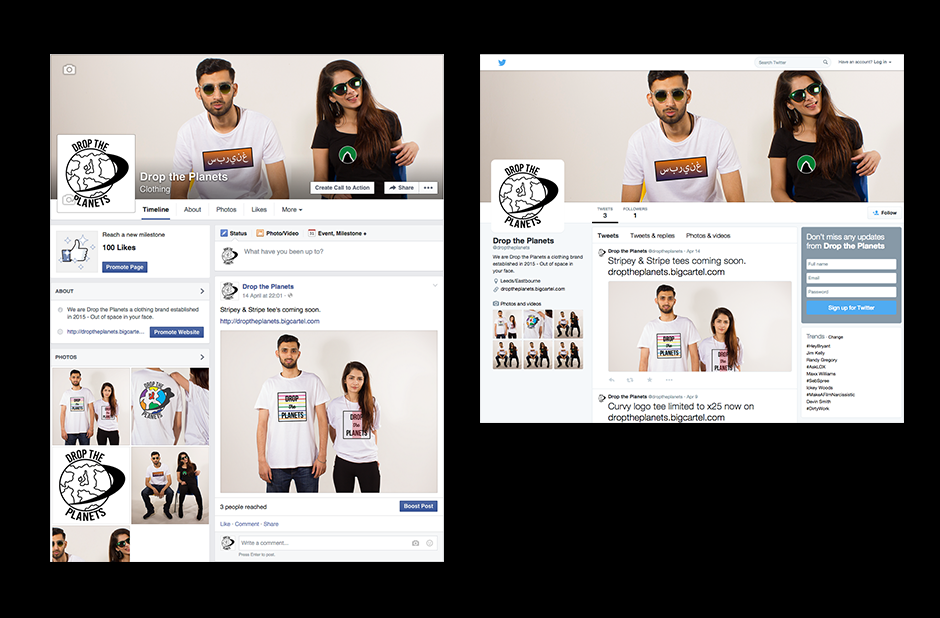 DROP THE
PLANETS
Drop the Planets
Clothing
Create Call to Action
Share
Timeline
About
Photos
Likes
More
Reach a new milestone
100 Likes
Promote Page
ABOUT
We are Drop the Planets a clothing brand established
in 2015 - Out of space in your face.
http://droptheplanets.bigcarte...
Promote Website
PHOTOS
DROP THE
PLANETS
Status
Photo/Video
Event, Milestone +
What have you been up to?
Drop the Planets
14 April at 22:01
Stripey & Stripe tee's coming soon.
http://droptheplanets.bigcartel.com
DROP
the
PLANETS
DROP
the
PLANETS
3 people reached
Boost Post
Like · Comment · Share
Write a comment...
Press Enter to post.
Search Twitter
Have an account? Log in
DROP THE
PLANETS
TWEETS
3
FOLLOWERS
1
Follow
Drop the Planets
@droptheplanets
We are Drop the Planets a clothing brand
established in 2015 - Out of space in
your face.
Leeds/Eastbourne
droptheplanets.bigcartel.com
Photos and videos
Tweets
Tweets & replies
Photos & videos
Drop the Planets @droptheplanets · Apr 14
Stripey & Stripe tees coming soon.
droptheplanets.bigcartel.com
DROP
the
PLANETS
DROP
the
PLANETS
Drop the Planets @droptheplanets · Apr 9
Curvy logo tee limited to x25 now on
droptheplanets.bigcartel.com
Don't miss any updates
from Drop the Planets
Full name
Email
Password
Sign up for Twitter
Trends · Change
#HeyBryant
Jim Kelly
Randy Gregory
#AskLOX
Maxx Williams
#SabSpree
Ickey Woods
#MakeAFilmNarcissistic
Devin Smith
#DirtyWork